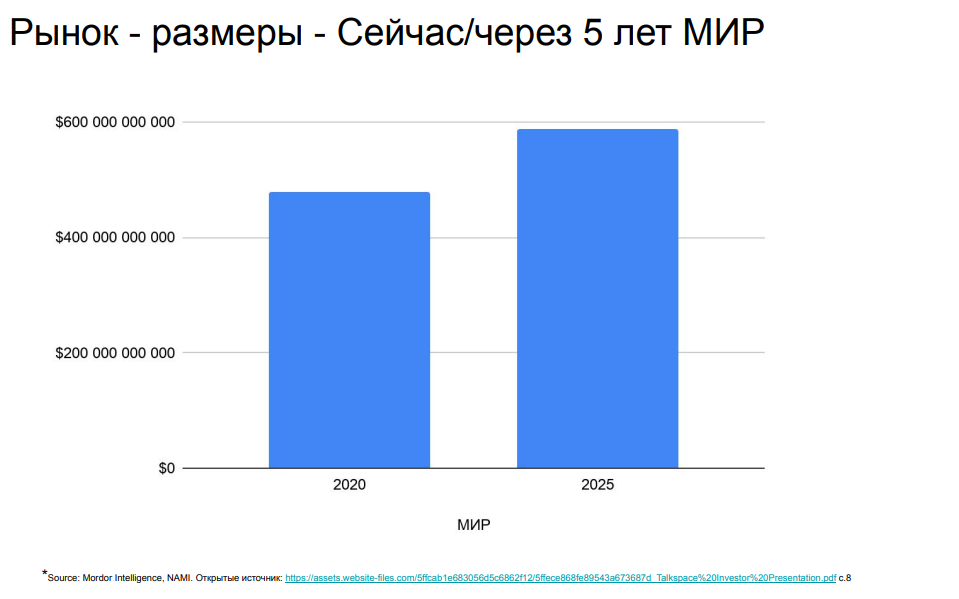 Рынок - размеры - Сейчас/через 5 лет МИР
$600 000 000 000
$400 000 000 000
$200 000 000 000
$0
2020 2025
МИР
*Source: Mordor Intelligence, NAMI. Открытые источник: https://assets.website-files.com/5ffcab1e683056d5c6862f12/5ffece868fe89543a673687d_Talkspace%20Investor%20Presentation.pdf с.8